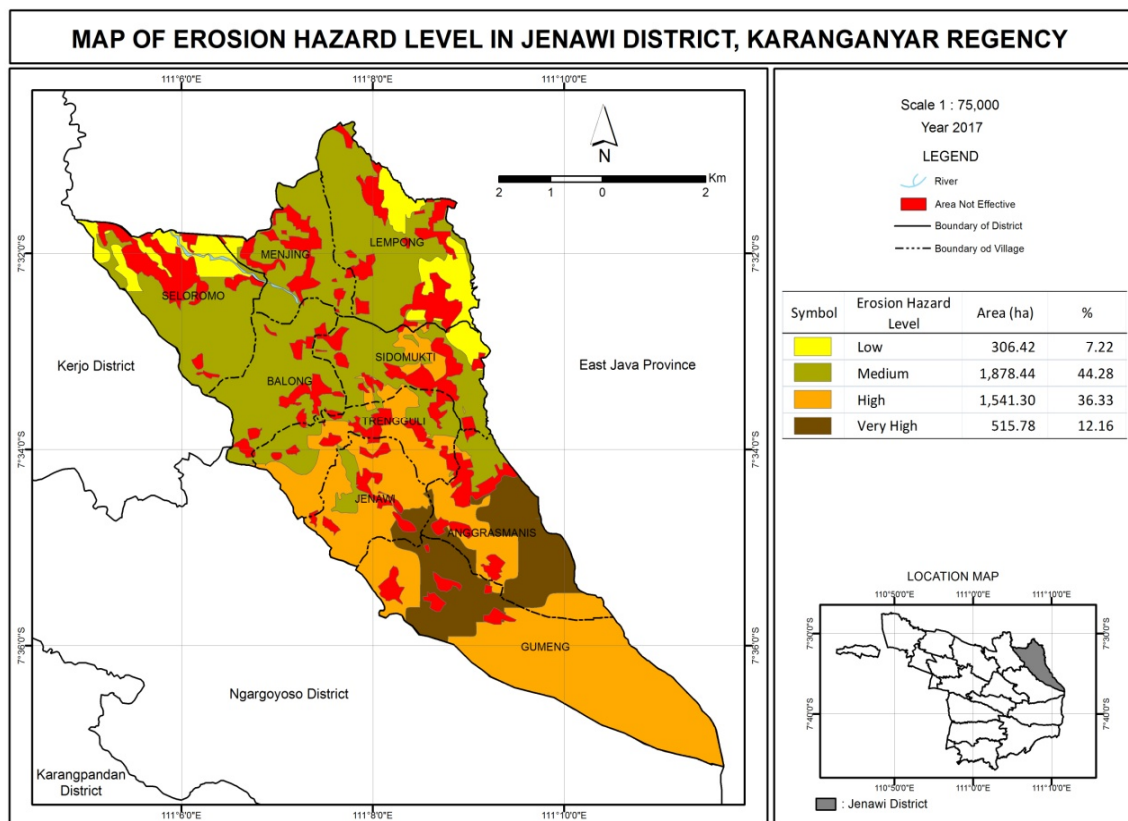 MAP OF EROSION HAZARD LEVEL IN JENAWI DISTRICT, KARANGANYAR REGENCY
111°6'0"E 111°8'0"E 111°10'0"E
N
Km
2 1 0 2
LEMPONG
MENJING
7°32'0"S 7°32'0"S
SELOROMO
SIDOMUKTI
Kerjo District
East Java Province
BALONG
TRENGGULI
7°34'0"S 7°34'0"S
JENAWI
ANGGRASMANIS
7°36'0"S 7°36'0"S
GUMENG
Ngargoyoso District
Karangpandan
District
111°6'0"E 111°8'0"E 111°10'0"E
Scale 1 : 75,000
Year 2017
LEGEND
River
Area Not Effective
Boundary of District
Boundary od Village
Symbol Erosion Hazard Level Area (ha) %
Low 306.42 7.22
Medium 1,878.44 44.28
High 1,541.30 36.33
Very High 515.78 12.16
LOCATION MAP
110°50'0"E 111°0'0"E 111°10'0"E
7°30'0"S 7°30'0"S
7°40'0"S 7°40'0"S
110°50'0"E 111°0'0"E 111°10'0"E
: Jenawi District